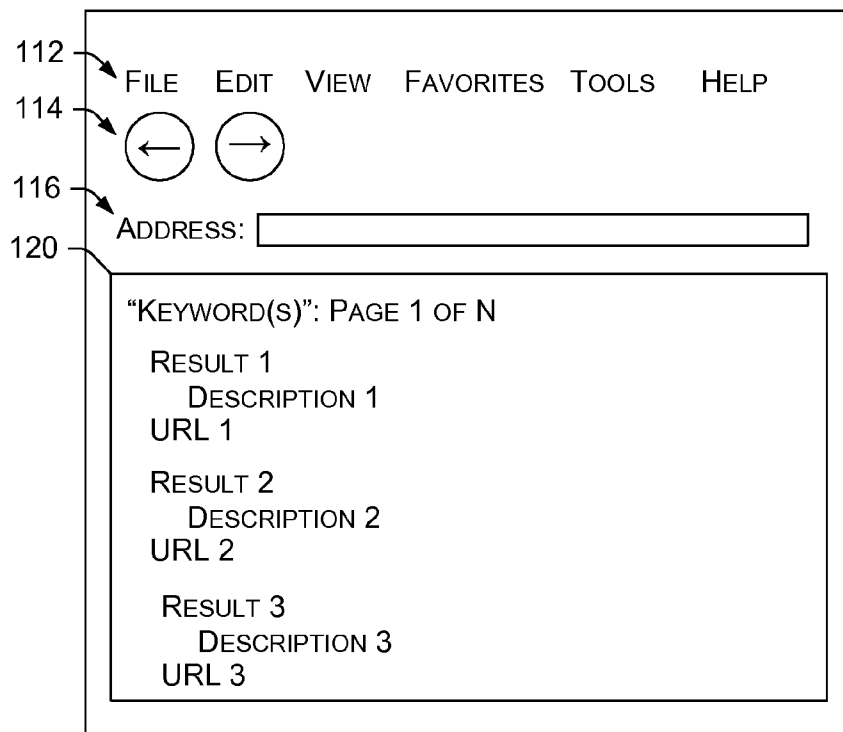 112
FILE EDIT VIEW FAVORITES TOOLS HELP
114
← →
116
ADDRESS:
120
“KEYWORD(S)”: PAGE 1 OF N
RESULT 1
DESCRIPTION 1
URL 1
RESULT 2
DESCRIPTION 2
URL 2
RESULT 3
DESCRIPTION 3
URL 3